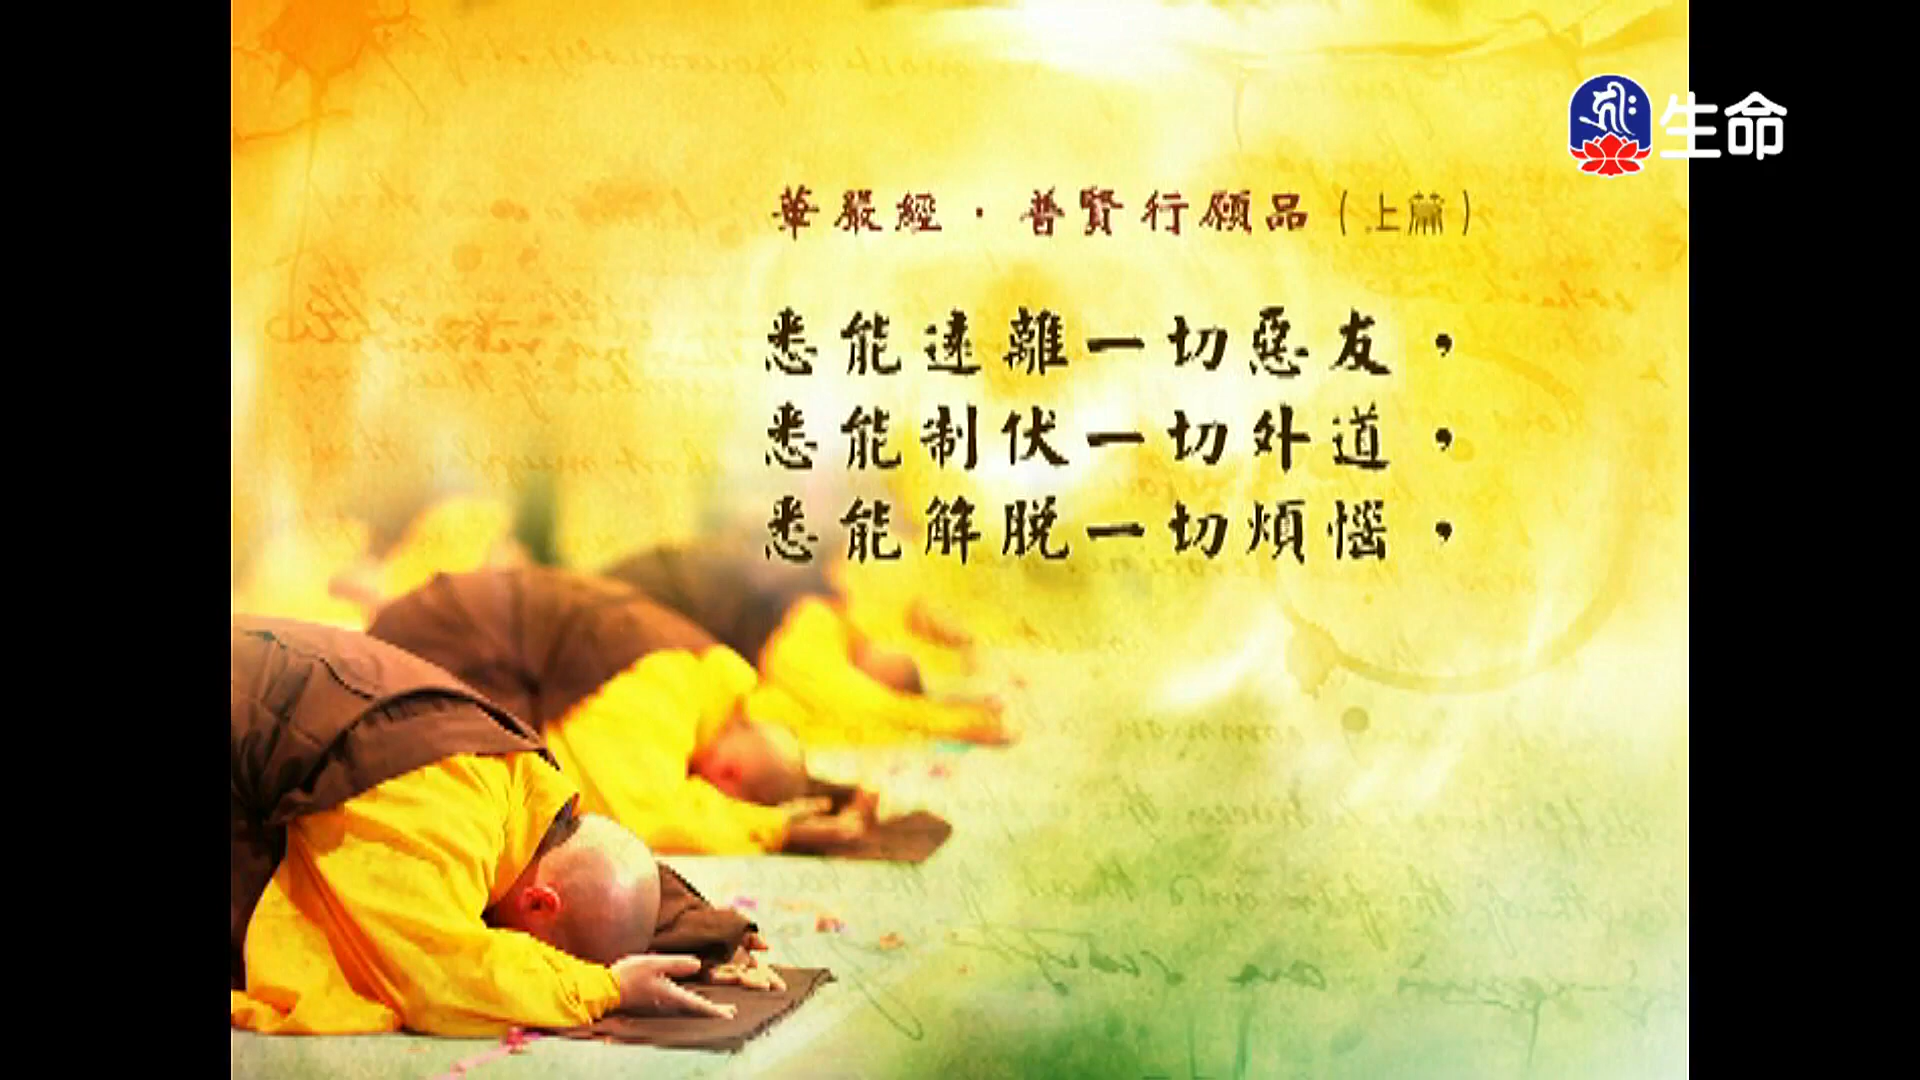 生命
華嚴經·普賢行願品(上篇)
悉能遠離一切惡友，
悉能制伏一切外道，
悉能解脫一切煩惱，